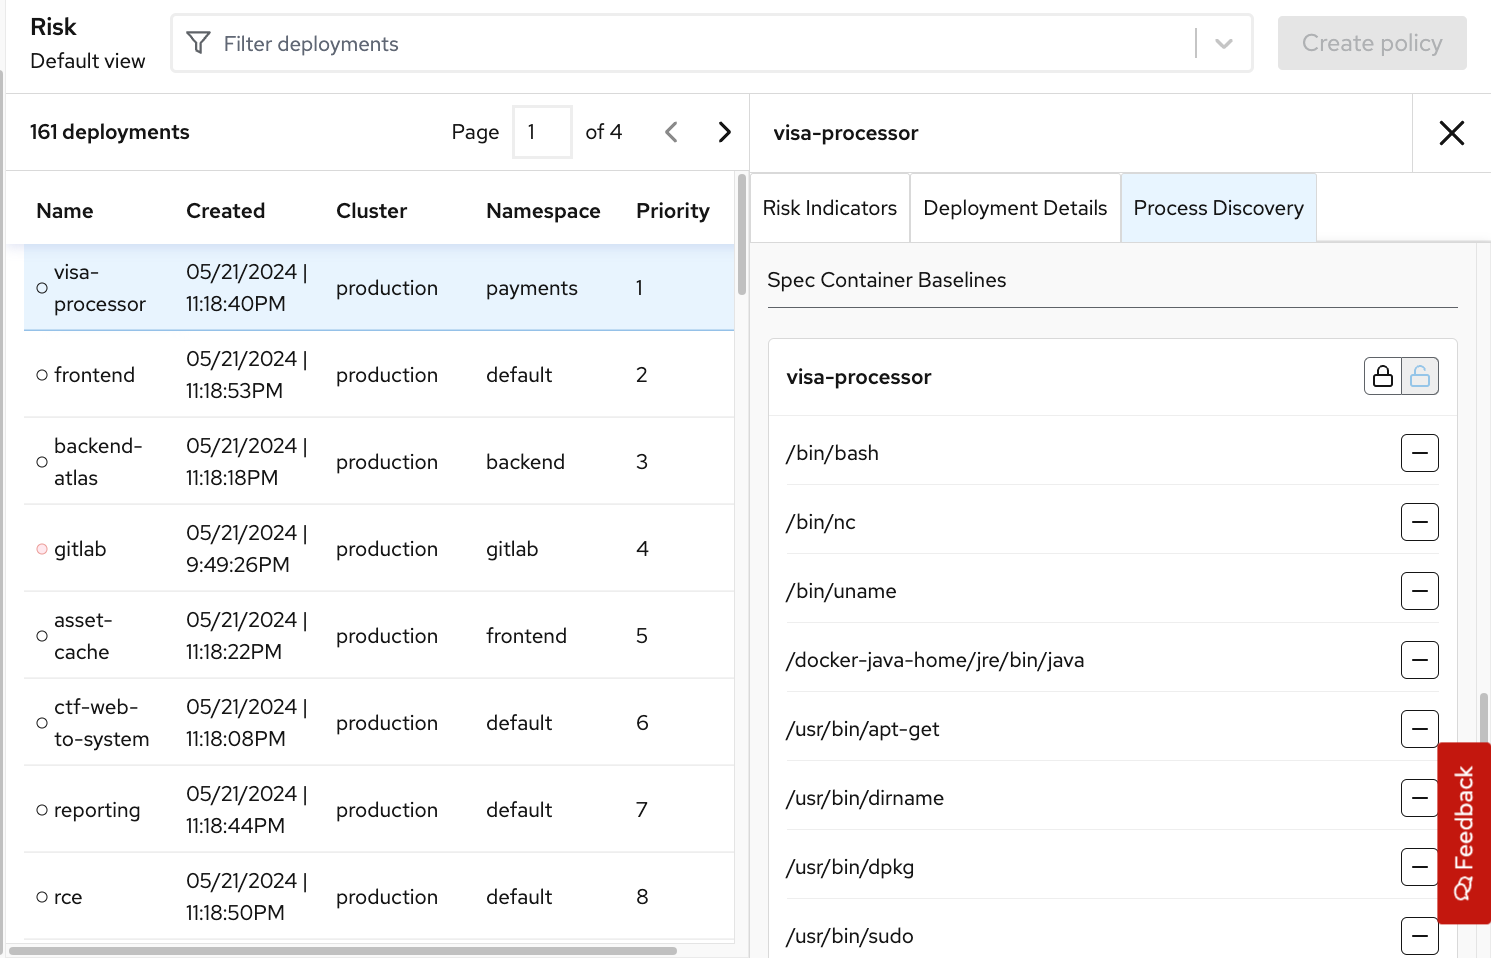 Risk
Default view
Filter deployments
Create policy
161 deployments
Page 1 of 4
visa-processor
Risk Indicators
Deployment Details
Process Discovery
Name Created Cluster Namespace Priority
visa-
processor
05/21/2024 |
11:18:40PM
production
payments
1
frontend
05/21/2024 |
11:18:53PM
production
default
2
backend-
atlas
05/21/2024 |
11:18:18PM
production
backend
3
gitlab
05/21/2024 |
9:49:26PM
production
gitlab
4
asset-
cache
05/21/2024 |
11:18:22PM
production
frontend
5
ctf-web-
to-system
05/21/2024 |
11:18:08PM
production
default
6
reporting
05/21/2024 |
11:18:44PM
production
default
7
rce
05/21/2024 |
11:18:50PM
production
default
8
Spec Container Baselines
visa-processor
/bin/bash
/bin/nc
/bin/uname
/docker-java-home/jre/bin/java
/usr/bin/apt-get
/usr/bin/dirname
/usr/bin/dpkg
/usr/bin/sudo
Feedback